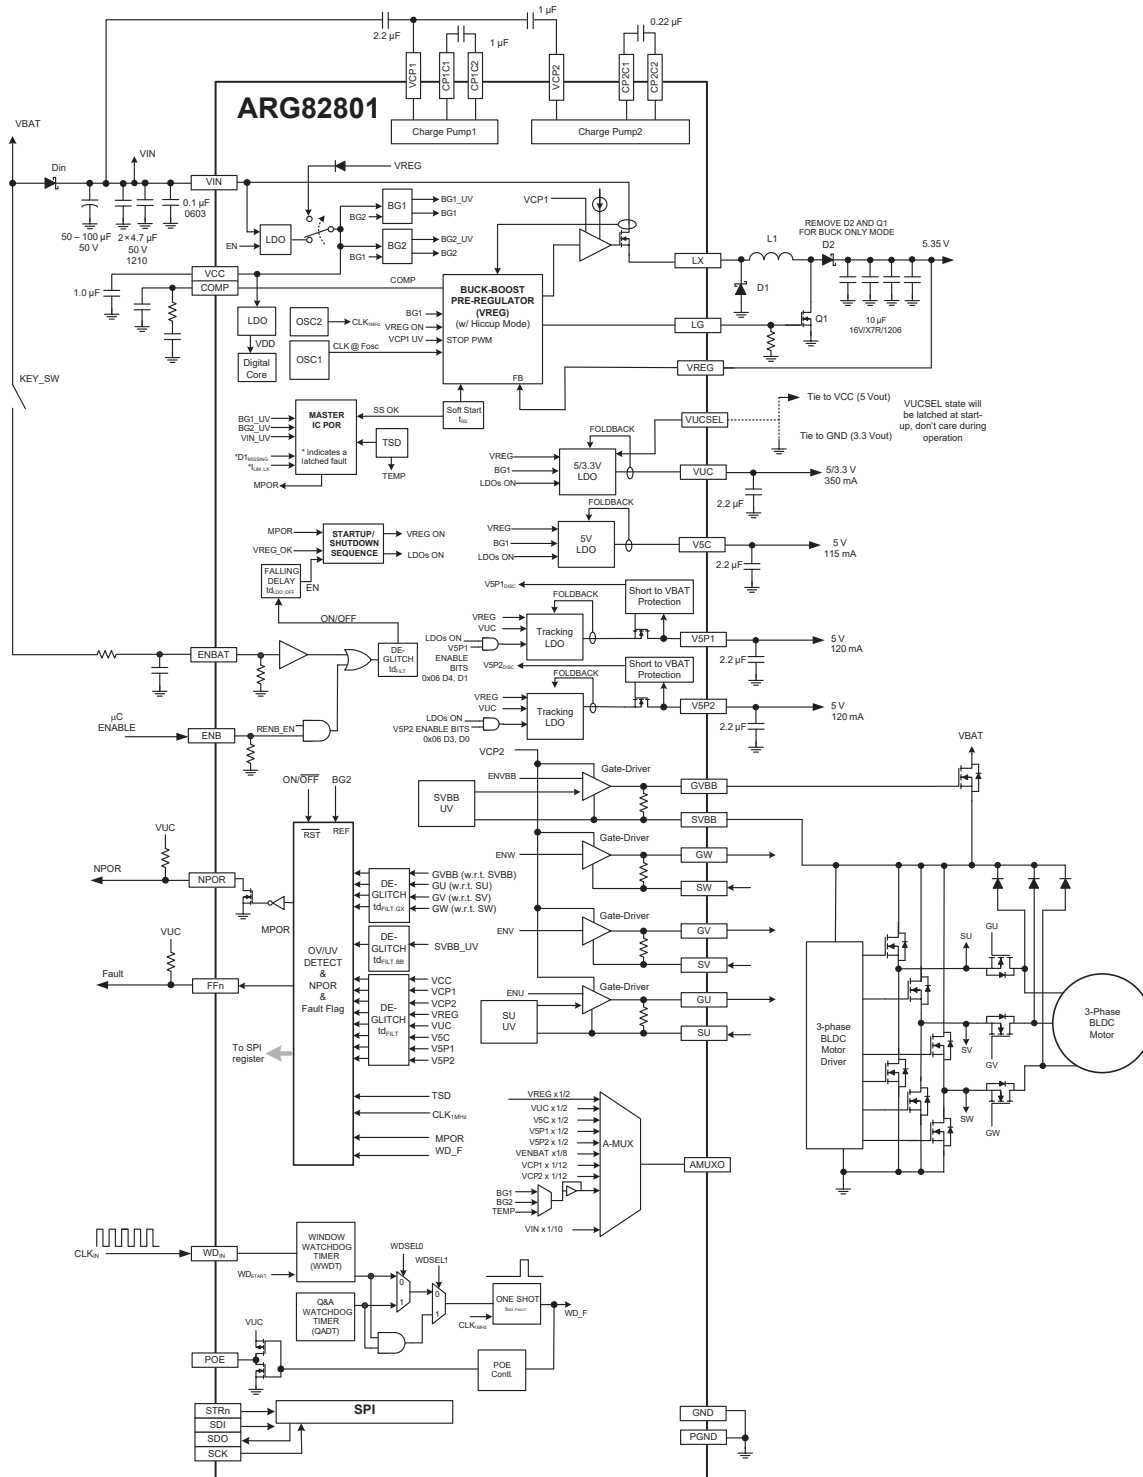 1 µF
2.2 µF
1 µF
0.22 µF
VCP1
CP1C1
CP1C2
VCP2
CP2C1
CP2C2
ARG82801
Charge Pump1
Charge Pump2
VBAT
Din
VIN
VIN
VREG
50 – 100 µF
50 V
2×4.7 µF
50 V
1210
0.1 µF
0603
EN
LDO
BG2
BG1
BG1_UV
BG1
BG1
BG2
BG2_UV
BG2
VCP1
REMOVE D2 AND Q1
FOR BUCK ONLY MODE
LX
L1
D2
5.35 V
D1
VCC
COMP
COMP
1.0 µF
BUCK-BOOST
PRE-REGULATOR
(VREG)
(w/ Hiccup Mode)
BG1
VREG ON
VCP1 UV
STOP PWM
FB
LDO
VDD
Digital
Core
OSC2
CLK1MHz
OSC1
CLK @ Fosc
LG
Q1
10 µF
16V/X7R/1206
VREG
KEY_SW
MASTER
IC POR
* indicates a
latched fault
BG1_UV
BG2_UV
VIN_UV
*D1MISSING
*ILIM,LX
MPOR
SS OK
Soft Start
tSS
TSD
TEMP
VUCSEL
Tie to VCC (5 Vout)
Tie to GND (3.3 Vout)
VUCSEL state will
be latched at start-
up, don't care during
operation
FOLDBACK
VREG
BG1
LDOs ON
5/3.3V
LDO
VUC
5/3.3 V
350 mA
2.2 µF
FOLDBACK
VREG
BG1
LDOs ON
5V
LDO
V5C
5 V
115 mA
2.2 µF
MPOR
VREG_OK
STARTUP/
SHUTDOWN
SEQUENCE
VREG ON
LDOs ON
FALLING
DELAY
tdLDO_OFF
EN
ON/OFF
V5P1DISC
FOLDBACK
VREG
VUC
LDOs ON
V5P1
ENABLE
BITS
0x06 D4, D1
Tracking
LDO
Short to VBAT
Protection
V5P1
5 V
120 mA
2.2 µF
V5P2DISC
FOLDBACK
VREG
VUC
LDOs ON
V5P2 ENABLE BITS
0x06 D3, D0
Tracking
LDO
Short to VBAT
Protection
V5P2
5 V
120 mA
2.2 µF
ENBAT
DE-
GLITCH
tdFILT
µC
ENABLE
ENB
RENB_EN
VCP2
VBAT
ENVBB
Gate-Driver
GVBB
SVBB
UV
SVBB
ENW
Gate-Driver
GW
SW
ENV
Gate-Driver
GV
SV
ENU
Gate-Driver
GU
SU
UV
SU
ON/OFF
BG2
RST
REF
VUC
NPOR
NPOR
MPOR
VUC
Fault
FFn
To SPI
register
OV/UV
DETECT
&
NPOR
&
Fault Flag
DE-
GLITCH
tdFILT.GX
GVBB (w.r.t. SVBB)
GU (w.r.t. SU)
GV (w.r.t. SV)
GW (w.r.t. SW)
DE-
GLITCH
tdFILT.BB
SVBB_UV
DE-
GLITCH
tdFILT
VCC
VCP1
VCP2
VREG
VUC
V5C
V5P1
V5P2
TSD
CLK1MHz
MPOR
WD_F
3-phase
BLDC
Motor
Driver
SU
GU
SV
GV
SW
GW
3-Phase
BLDC
Motor
VREG x 1/2
VUC x 1/2
V5C x 1/2
V5P1 x 1/2
V5P2 x 1/2
VENBAT x1/8
VCP1 x 1/12
VCP2 x 1/12
BG1
BG2
TEMP
VIN x 1/10
A-MUX
AMUXO
CLKIN
WDIN
WINDOW
WATCHDOG
TIMER
(WWDT)
WDSTART
Q&A
WATCHDOG
TIMER
(QADT)
WDSEL0
WDSEL1
0
1
0
1
ONE SHOT
tWD_FAULT
CLK1MHz
WD_F
VUC
POE
POE
Contl.
STRn
SDI
SDO
SCK
SPI
GND
PGND